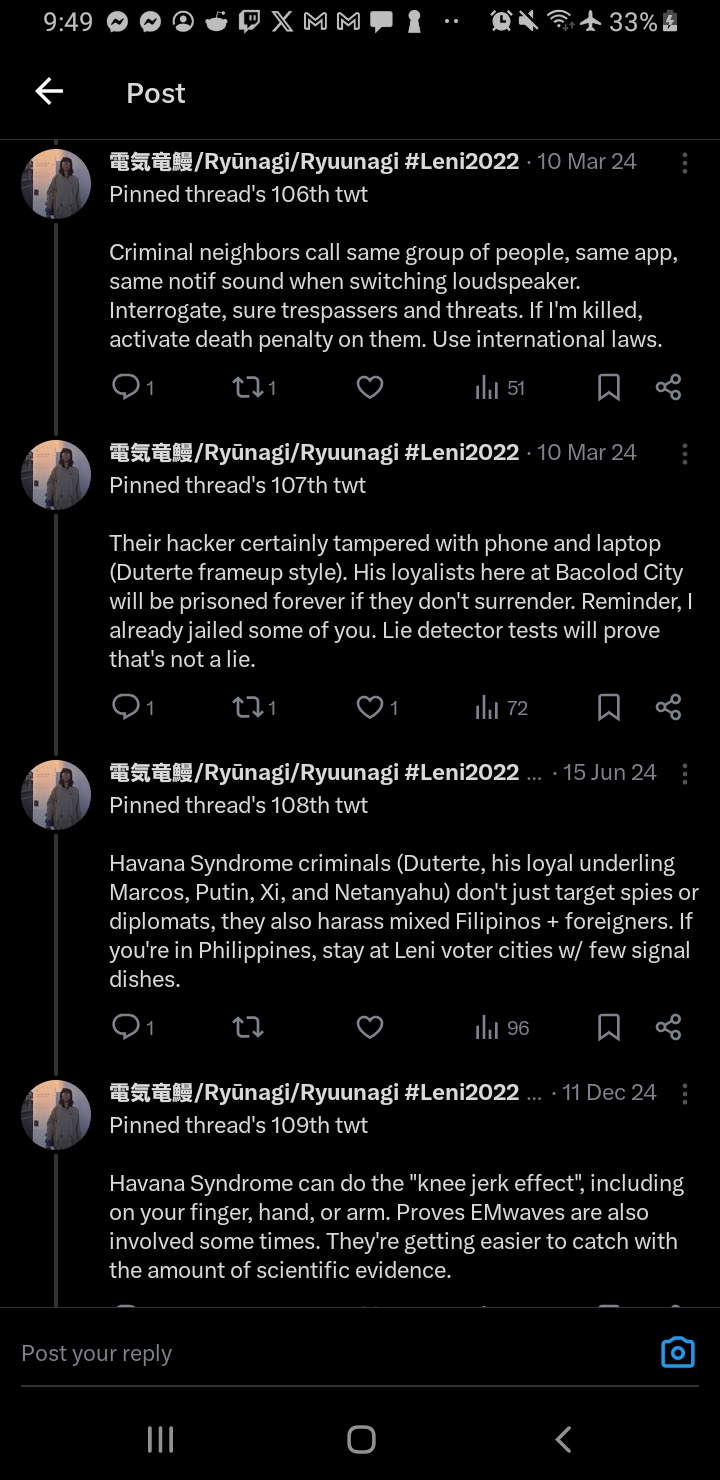 9:49
33%
Post
電気竜鰻/Ryūnagi/Ryuunagi #Leni2022 · 10 Mar 24
Pinned thread's 106th twt
Criminal neighbors call same group of people, same app,
same notif sound when switching loudspeaker.
Interrogate, sure trespassers and threats. If I'm killed,
activate death penalty on them. Use international laws.
1 1 51
電気竜鰻/Ryūnagi/Ryuunagi #Leni2022 · 10 Mar 24
Pinned thread's 107th twt
Their hacker certainly tampered with phone and laptop
(Duterte frameup style). His loyalists here at Bacolod City
will be prisoned forever if they don't surrender. Reminder, I
already jailed some of you. Lie detector tests will prove
that's not a lie.
1 1 1 72
電気竜鰻/Ryūnagi/Ryuunagi #Leni2022 ... · 15 Jun 24
Pinned thread's 108th twt
Havana Syndrome criminals (Duterte, his loyal underling
Marcos, Putin, Xi, and Netanyahu) don't just target spies or
diplomats, they also harass mixed Filipinos + foreigners. If
you're in Philippines, stay at Leni voter cities w/ few signal
dishes.
1 96
電気竜鰻/Ryūnagi/Ryuunagi #Leni2022 ... · 11 Dec 24
Pinned thread's 109th twt
Havana Syndrome can do the "knee jerk effect", including
on your finger, hand, or arm. Proves EMwaves are also
involved some times. They're getting easier to catch with
the amount of scientific evidence.
Post your reply